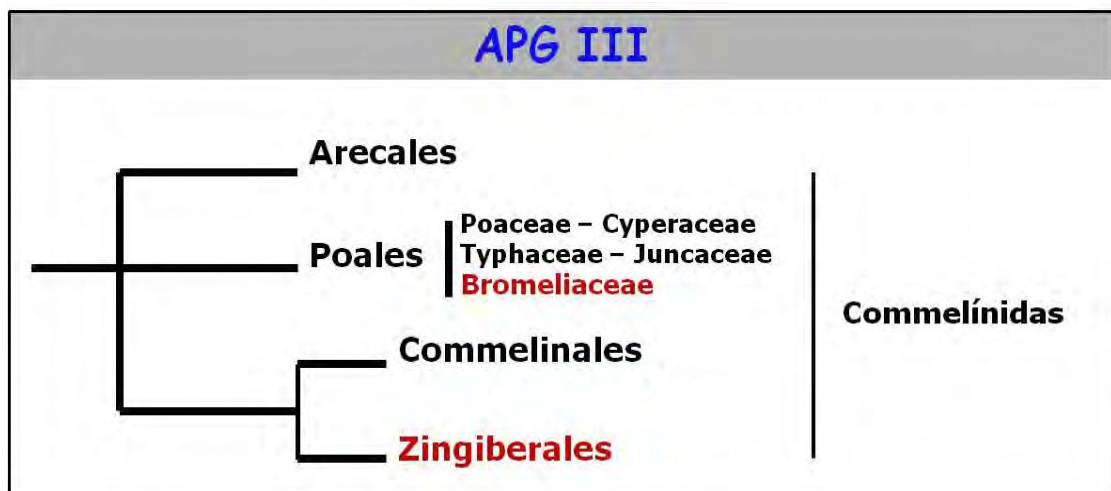 APG III
Arecales
Poales
Poaceae – Cyperaceae
Typhaceae – Juncaceae
Bromeliaceae
Commelínidas
Commelinales
Zingiberales